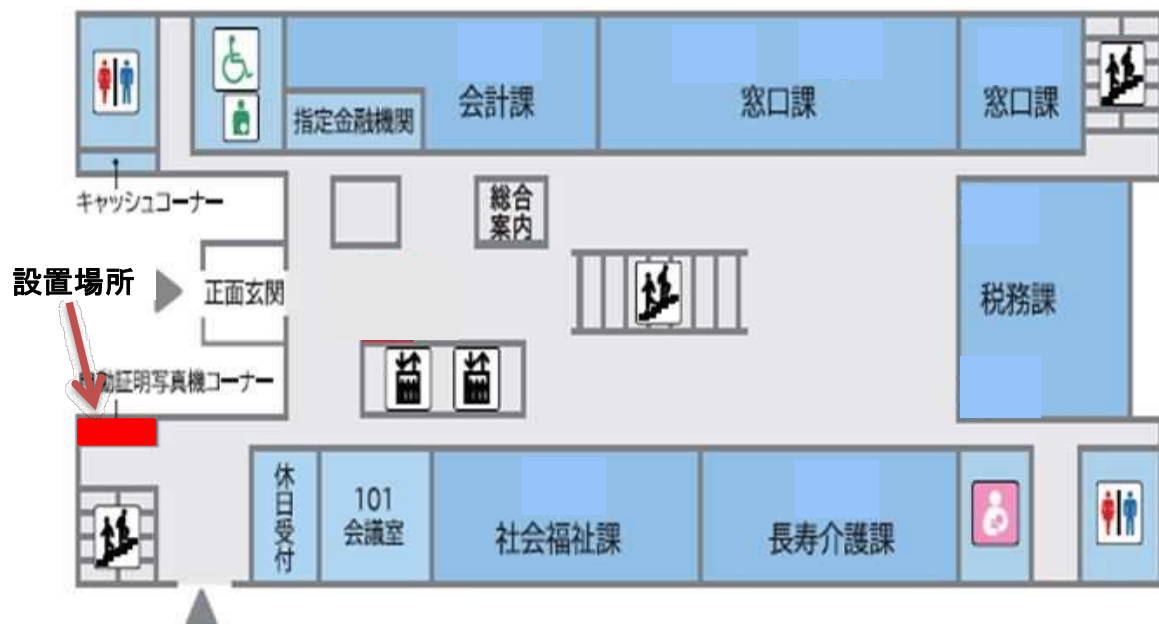 会計課
窓口課
窓口課
指定金融機関
キャッシュコーナー
総合
案内
設置場所
正面玄関
税務課
動証明写真機コーナー
休日受付
101
会議室
社会福祉課
長寿介護課